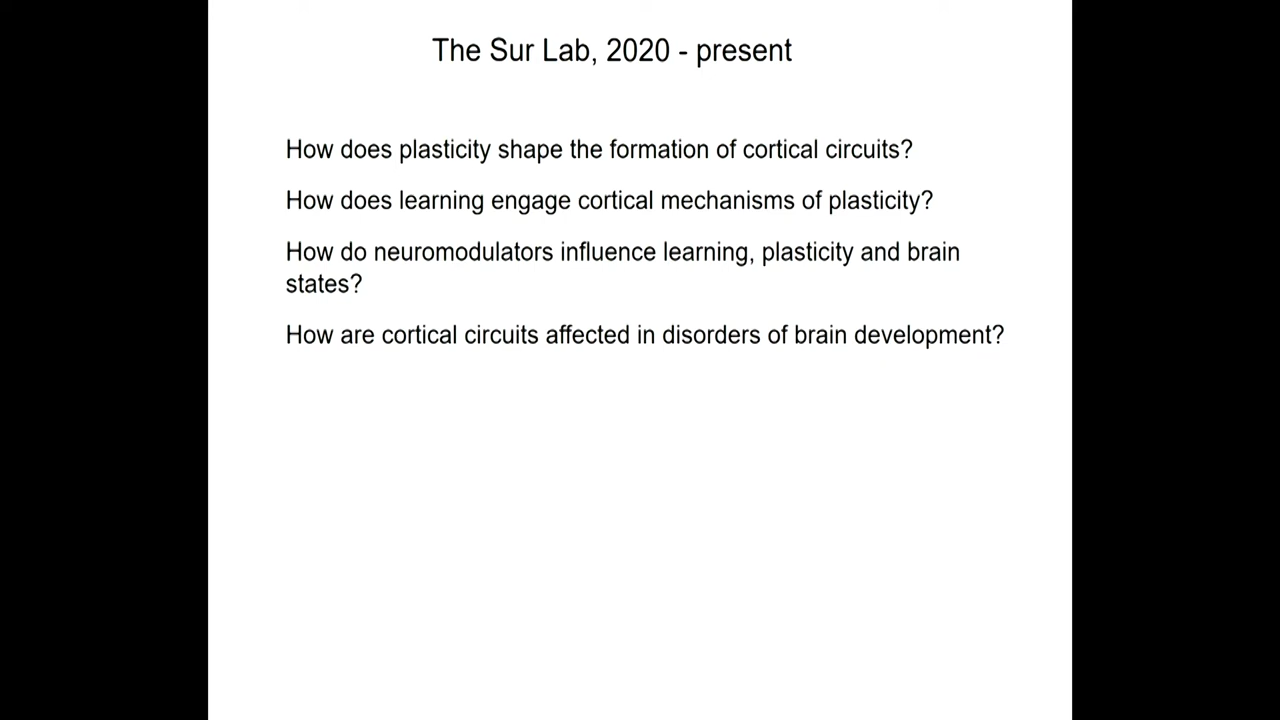 The Sur Lab, 2020 - present
How does plasticity shape the formation of cortical circuits?
How does learning engage cortical mechanisms of plasticity?
How do neuromodulators influence learning, plasticity and brain
states?
How are cortical circuits affected in disorders of brain development?